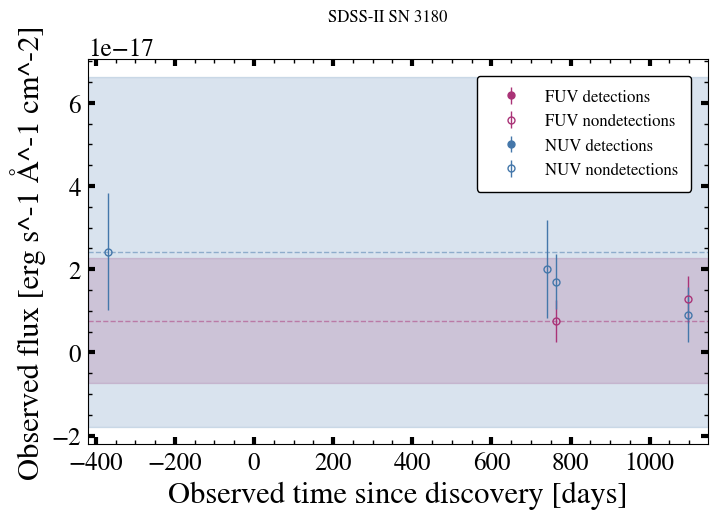 SDSS-II SN 3180
1e−17
Observed flux [erg s^-1 Å^-1 cm^-2]
6
4
2
0
−2
FUV detections
FUV nondetections
NUV detections
NUV nondetections
−400 −200 0 200 400 600 800 1000
Observed time since discovery [days]